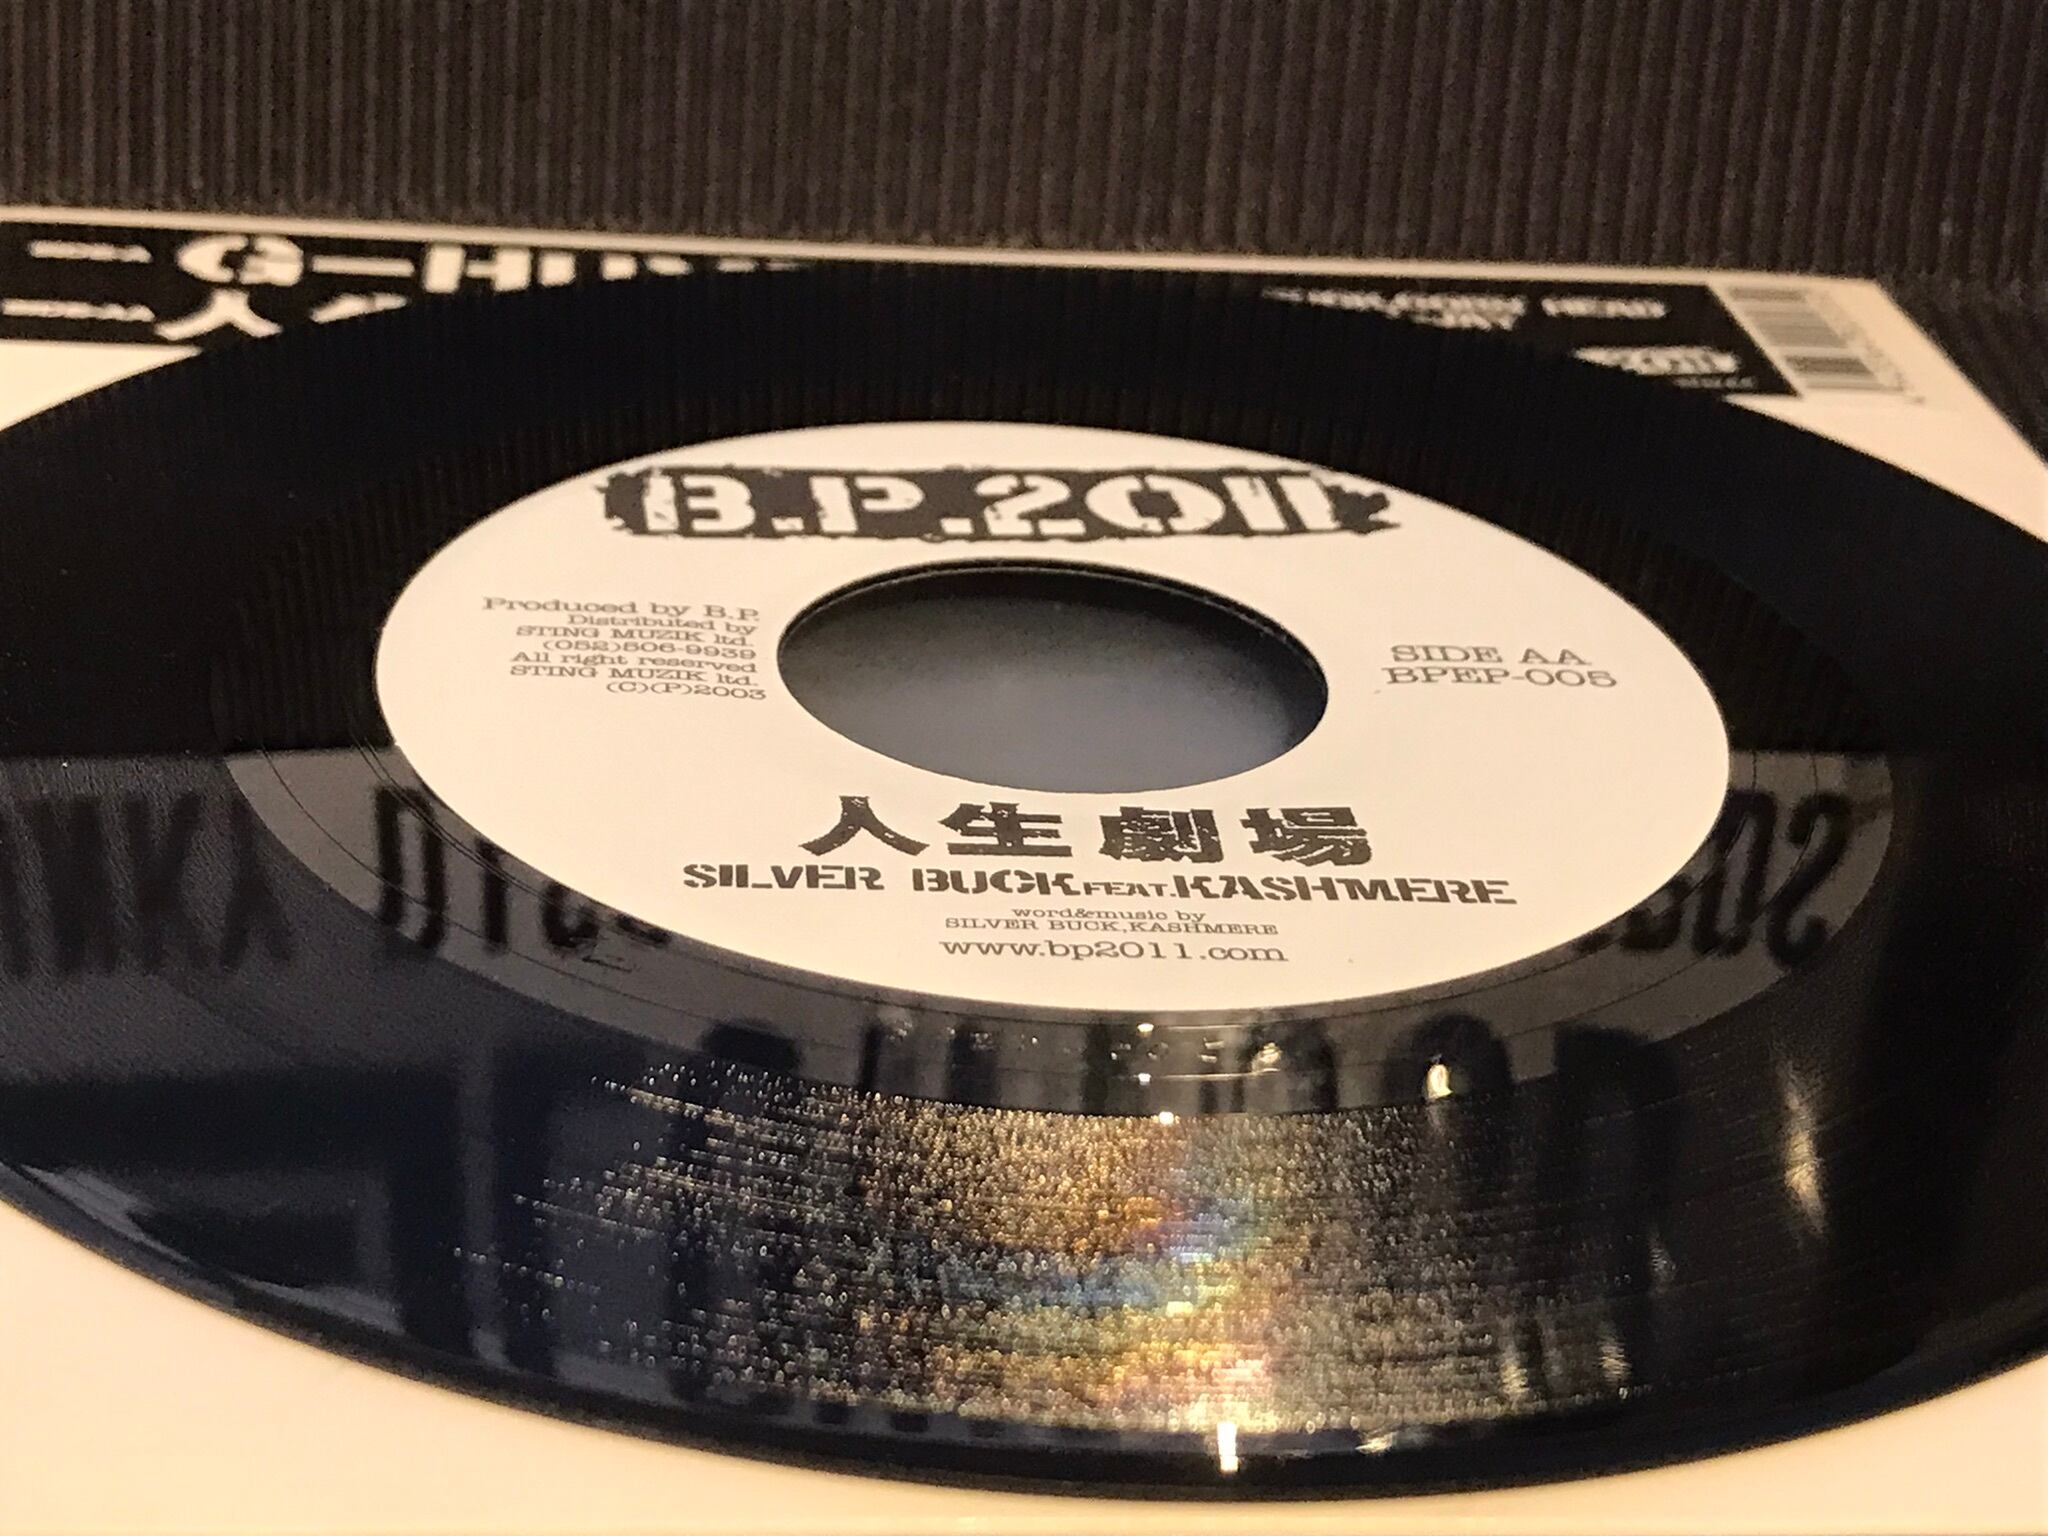 B.P.2011
Produced by B.P.
Distributed by
STING MUZIK ltd.
(052)506-9939
All right reserved
STING MUZIK ltd.
(C)(P)2003
SIDE AA
BPEP-005
人生劇場
SILVER BUCK FEAT. KASHMERE
word&music by
SILVER BUCK,KASHMERE
www.bp2011.com